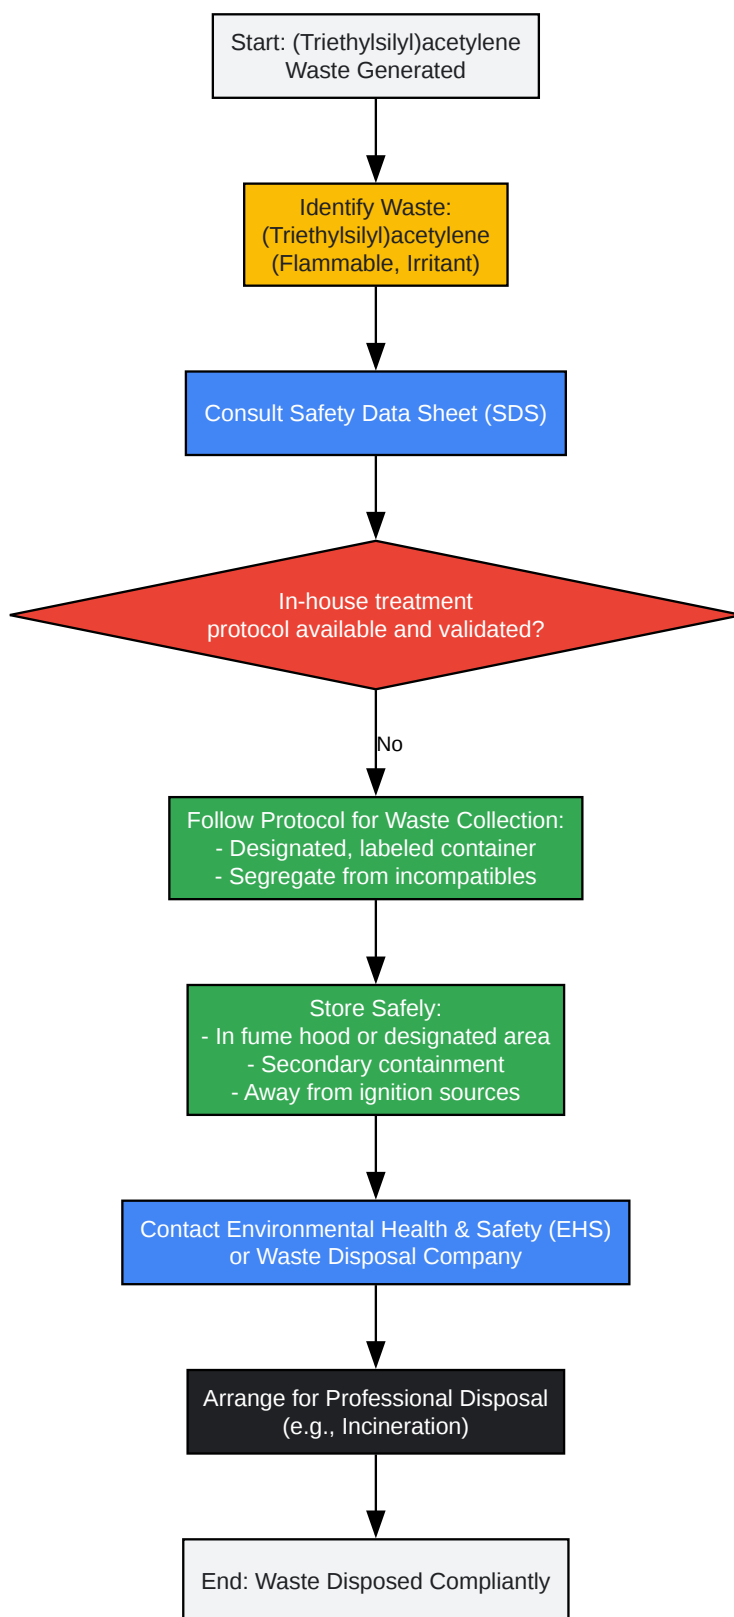 Start: (Triethylsilyl)acetylene
Waste Generated
Identify Waste:
(Triethylsilyl)acetylene
(Flammable, Irritant)
Consult Safety Data Sheet (SDS)
In-house treatment
protocol available and validated?
No
Follow Protocol for Waste Collection:
- Designated, labeled container
- Segregate from incompatibles
Store Safely:
- In fume hood or designated area
- Secondary containment
- Away from ignition sources
Contact Environmental Health & Safety (EHS)
or Waste Disposal Company
Arrange for Professional Disposal
(e.g., Incineration)
End: Waste Disposed Compliantly